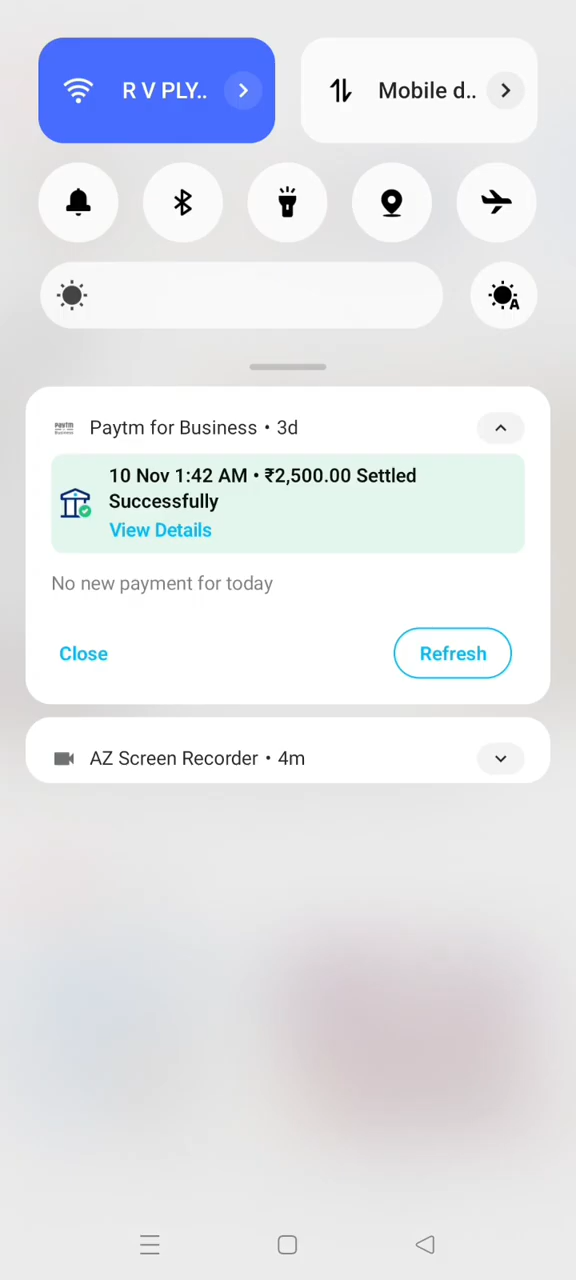 R V PLY..
Mobile d..
A
Paytm for Business • 3d
10 Nov 1:42 AM • ₹2,500.00 Settled
Successfully
View Details
No new payment for today
Close
Refresh
AZ Screen Recorder • 4m